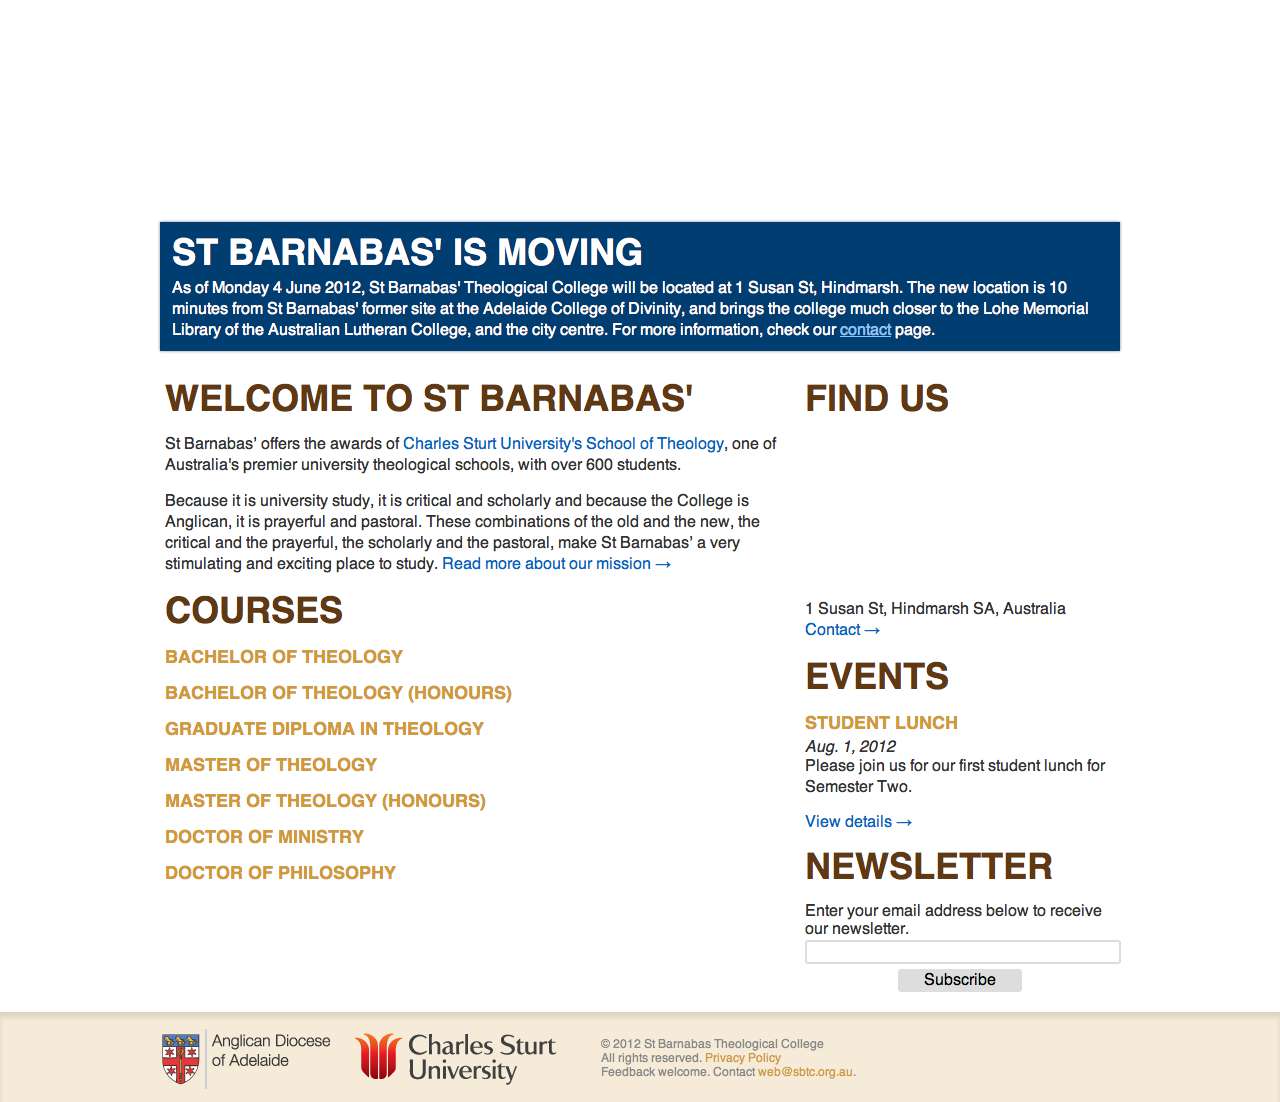 ST BARNABAS' IS MOVING
As of Monday 4 June 2012, St Barnabas' Theological College will be located at 1 Susan St, Hindmarsh. The new location is 10
minutes from St Barnabas' former site at the Adelaide College of Divinity, and brings the college much closer to the Lohe Memorial
Library of the Australian Lutheran College, and the city centre. For more information, check our contact page.
WELCOME TO ST BARNABAS'
St Barnabas’ offers the awards of Charles Sturt University's School of Theology, one of
Australia's premier university theological schools, with over 600 students.
Because it is university study, it is critical and scholarly and because the College is
Anglican, it is prayerful and pastoral. These combinations of the old and the new, the
critical and the prayerful, the scholarly and the pastoral, make St Barnabas’ a very
stimulating and exciting place to study. Read more about our mission →
COURSES
BACHELOR OF THEOLOGY
BACHELOR OF THEOLOGY (HONOURS)
GRADUATE DIPLOMA IN THEOLOGY
MASTER OF THEOLOGY
MASTER OF THEOLOGY (HONOURS)
DOCTOR OF MINISTRY
DOCTOR OF PHILOSOPHY
FIND US
1 Susan St, Hindmarsh SA, Australia
Contact →
EVENTS
STUDENT LUNCH
Aug. 1, 2012
Please join us for our first student lunch for
Semester Two.
View details →
NEWSLETTER
Enter your email address below to receive
our newsletter.
Subscribe
Anglican Diocese
of Adelaide
Charles Sturt
University
© 2012 St Barnabas Theological College
All rights reserved. Privacy Policy
Feedback welcome. Contact web@sbtc.org.au.